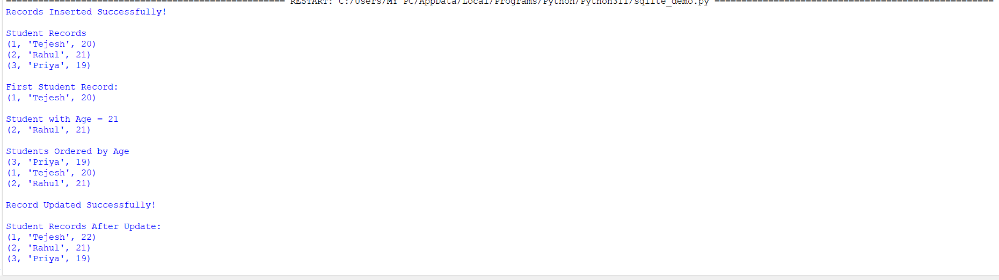 ==================================================== RESTART: C:/Users/MY PC/AppData/Local/Programs/Python/Python311/sqlite_demo.py ====================================================
Records Inserted Successfully!
Student Records
(1, 'Tejesh', 20)
(2, 'Rahul', 21)
(3, 'Priya', 19)
First Student Record:
(1, 'Tejesh', 20)
Student with Age = 21
(2, 'Rahul', 21)
Students Ordered by Age
(3, 'Priya', 19)
(1, 'Tejesh', 20)
(2, 'Rahul', 21)
Record Updated Successfully!
Student Records After Update:
(1, 'Tejesh', 22)
(2, 'Rahul', 21)
(3, 'Priya', 19)